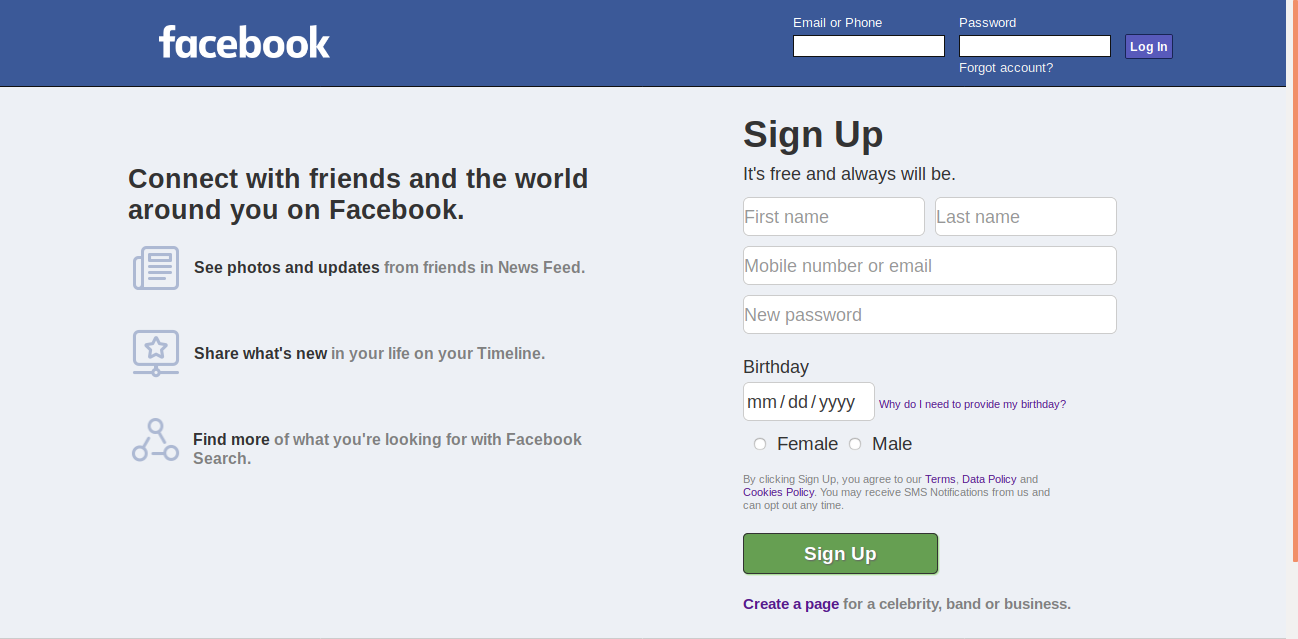 facebook
Email or Phone
Password
Log In
Forgot account?
Connect with friends and the world
around you on Facebook.
See photos and updates from friends in News Feed.
Share what's new in your life on your Timeline.
Find more of what you're looking for with Facebook
Search.
Sign Up
It's free and always will be.
First name
Last name
Mobile number or email
New password
Birthday
mm/dd/yyyy
Why do I need to provide my birthday?
Female
Male
By clicking Sign Up, you agree to our Terms, Data Policy and
Cookies Policy. You may receive SMS Notifications from us and
can opt out any time.
Sign Up
Create a page for a celebrity, band or business.